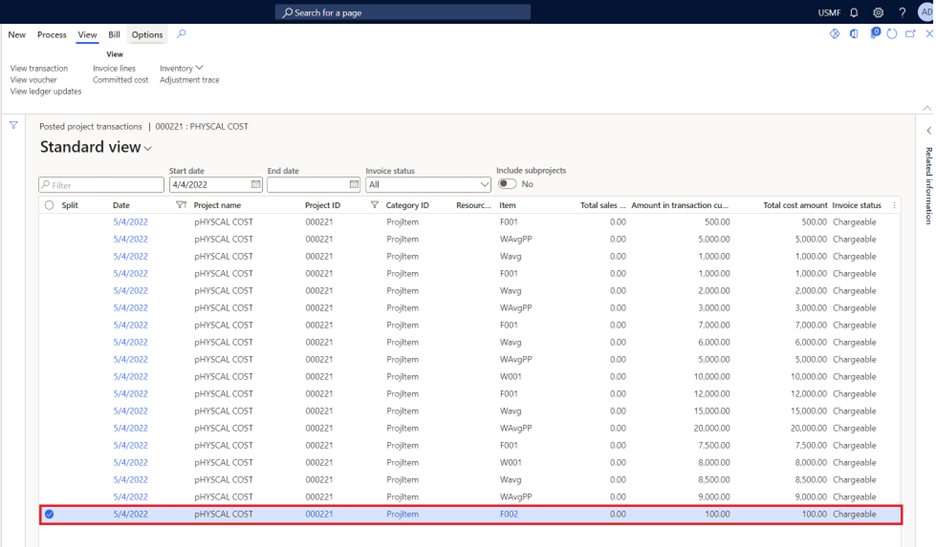 Search for a page
USMF
AD
New Process View Bill Options
0
View
View transaction Invoice lines Inventory
View voucher Committed cost Adjustment trace
View ledger updates
Posted project transactions | 000221 : PHYSCAL COST
Standard view
Related information
Start date End date Invoice status Include subprojects
Filter 4/4/2022 All No
Split Date Project name Project ID Category ID Resourc... Item Total sales ... Amount in transaction cu... Total cost amount Invoice status
5/4/2022 pHYSCAL COST 000221 ProjItem F001 0.00 500.00 500.00 Chargeable
5/4/2022 pHYSCAL COST 000221 ProjItem WAvgPP 0.00 5,000.00 5,000.00 Chargeable
5/4/2022 pHYSCAL COST 000221 ProjItem Wavg 0.00 1,000.00 1,000.00 Chargeable
5/4/2022 pHYSCAL COST 000221 ProjItem F001 0.00 1,000.00 1,000.00 Chargeable
5/4/2022 pHYSCAL COST 000221 ProjItem Wavg 0.00 2,000.00 2,000.00 Chargeable
5/4/2022 pHYSCAL COST 000221 ProjItem WAvgPP 0.00 3,000.00 3,000.00 Chargeable
5/4/2022 pHYSCAL COST 000221 ProjItem F001 0.00 7,000.00 7,000.00 Chargeable
5/4/2022 pHYSCAL COST 000221 ProjItem Wavg 0.00 6,000.00 6,000.00 Chargeable
5/4/2022 pHYSCAL COST 000221 ProjItem WAvgPP 0.00 5,000.00 5,000.00 Chargeable
5/4/2022 pHYSCAL COST 000221 ProjItem W001 0.00 10,000.00 10,000.00 Chargeable
5/4/2022 pHYSCAL COST 000221 ProjItem F001 0.00 12,000.00 12,000.00 Chargeable
5/4/2022 pHYSCAL COST 000221 ProjItem Wavg 0.00 15,000.00 15,000.00 Chargeable
5/4/2022 pHYSCAL COST 000221 ProjItem WAvgPP 0.00 20,000.00 20,000.00 Chargeable
5/4/2022 pHYSCAL COST 000221 ProjItem F001 0.00 7,500.00 7,500.00 Chargeable
5/4/2022 pHYSCAL COST 000221 ProjItem W001 0.00 8,000.00 8,000.00 Chargeable
5/4/2022 pHYSCAL COST 000221 ProjItem Wavg 0.00 8,500.00 8,500.00 Chargeable
5/4/2022 pHYSCAL COST 000221 ProjItem WAvgPP 0.00 9,000.00 9,000.00 Chargeable
5/4/2022 pHYSCAL COST 000221 ProjItem F002 0.00 100.00 100.00 Chargeable